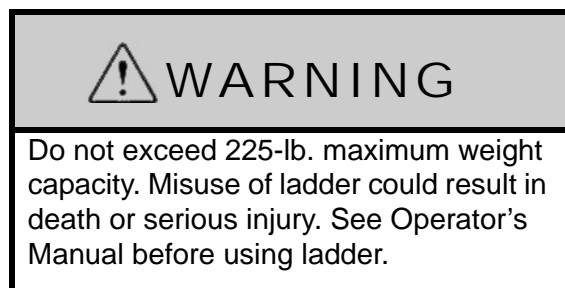 WARNING
Do not exceed 225-lb. maximum weight
capacity. Misuse of ladder could result in
death or serious injury. See Operator's
Manual before using ladder.